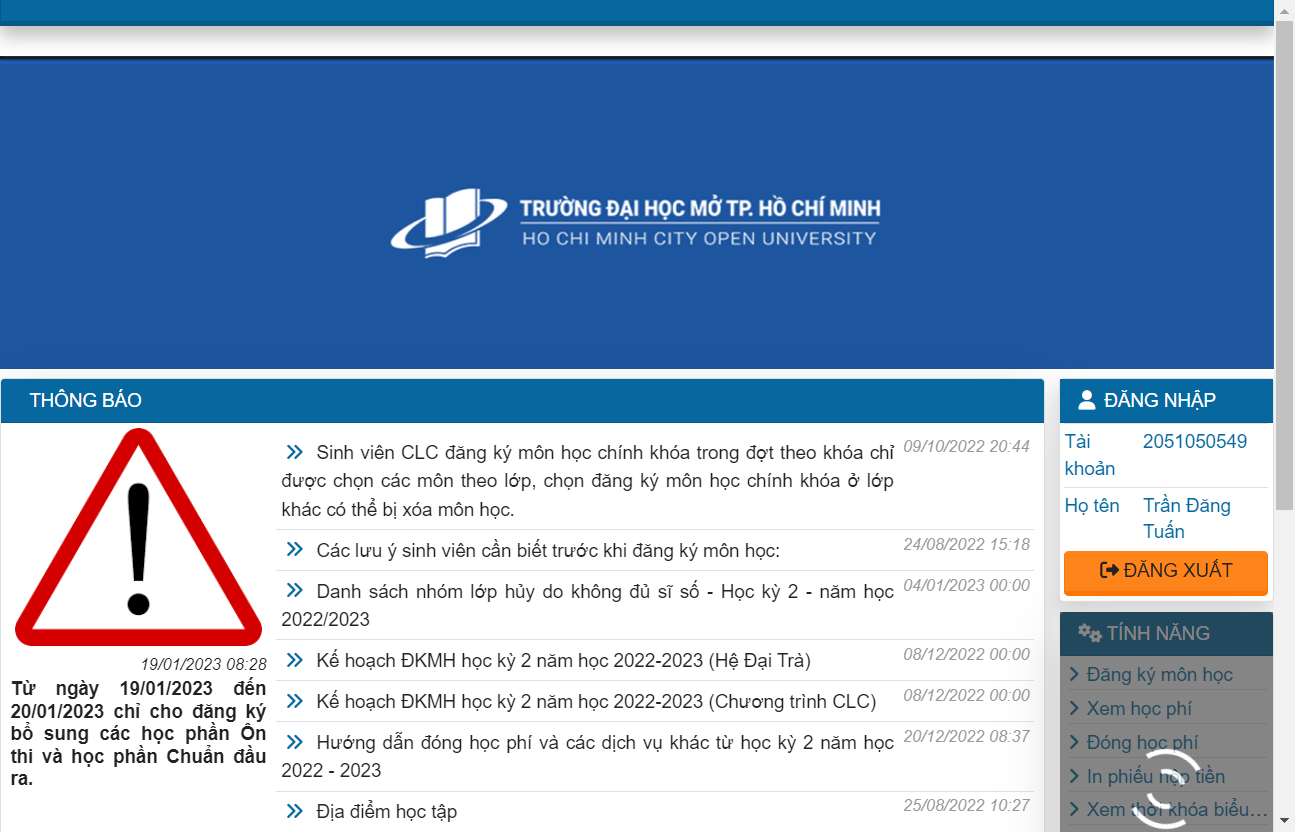 TRƯỜNG ĐẠI HỌC MỞ TP. HỒ CHÍ MINH
HO CHI MINH CITY OPEN UNIVERSITY
THÔNG BÁO
19/01/2023 08:28
Từ ngày 19/01/2023 đến
20/01/2023 chỉ cho đăng ký
bổ sung các học phần Ôn
thi và học phần Chuẩn đầu
ra.
Sinh viên CLC đăng ký môn học chính khóa trong đợt theo khóa chỉ
được chọn các môn theo lớp, chọn đăng ký môn học chính khóa ở lớp
khác có thể bị xóa môn học.
09/10/2022 20:44
Các lưu ý sinh viên cần biết trước khi đăng ký môn học:
24/08/2022 15:18
Danh sách nhóm lớp hủy do không đủ sĩ số - Học kỳ 2 - năm học
2022/2023
04/01/2023 00:00
Kế hoạch ĐKMH học kỳ 2 năm học 2022-2023 (Hệ Đại Trà)
08/12/2022 00:00
Kế hoạch ĐKMH học kỳ 2 năm học 2022-2023 (Chương trình CLC)
08/12/2022 00:00
Hướng dẫn đóng học phí và các dịch vụ khác từ học kỳ 2 năm học
2022 - 2023
20/12/2022 08:37
Địa điểm học tập
25/08/2022 10:27
ĐĂNG NHẬP
Tài khoản 2051050549
Họ tên Trần Đăng
Tuấn
ĐĂNG XUẤT
TÍNH NĂNG
Đăng ký môn học
Xem học phí
Đóng học phí
In phiếu nộp tiền
Xem thời khóa biểu...